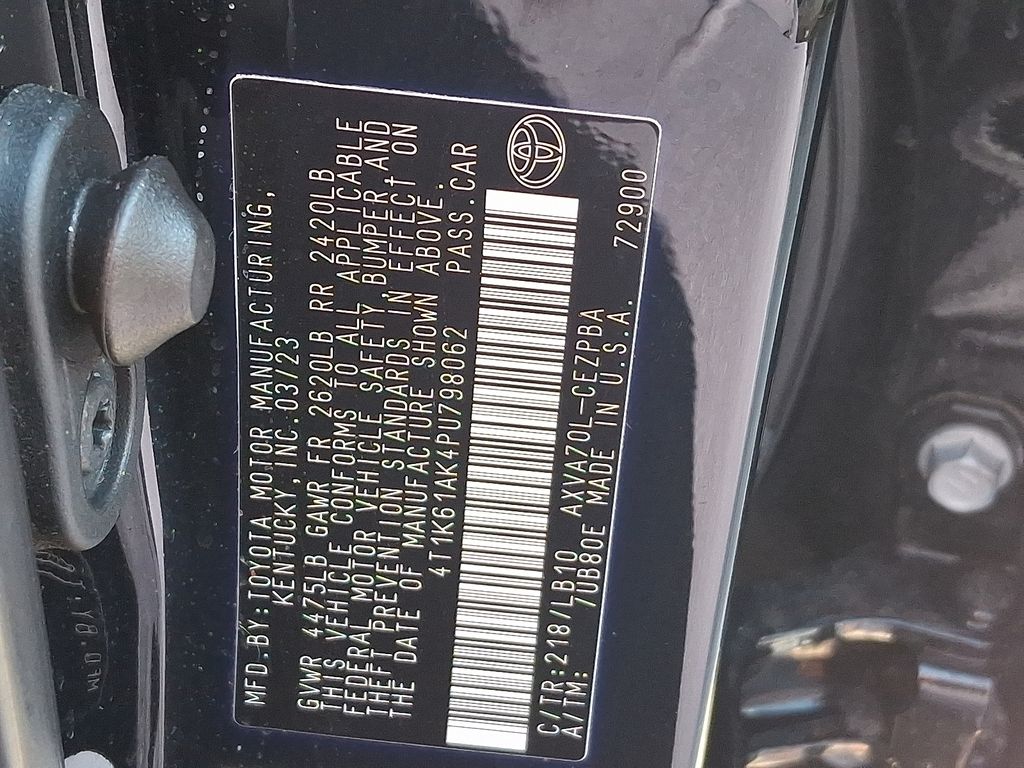 MFD.BY:TOYOTA MOTOR MANUFACTURING,
KENTUCKY,INC.03/23
GVWR 4475LB GAWR FR 2620LB RR 2420LB
THIS VEHICLE CONFORMS TO ALL APPLICABLE
FEDERAL MOTOR VEHICLE SAFETY, BUMPER AND
THEFT PREVENTION STANDARDS IN EFFECT ON
THE DATE OF MANUFACTURE SHOWN ABOVE.
4T1K61AK4PU798062 PASS.CAR
C/TR:218/LB10 AXVA70L-CEZPBA 72900
A/TM: /UB80E MADE IN U.S.A.